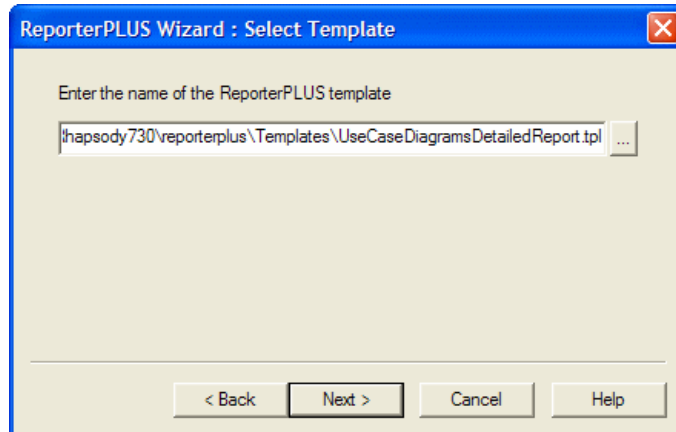 ReporterPLUS Wizard : Select Template
Enter the name of the ReporterPLUS template
hapsody730\reporterplus\Templates\UseCaseDiagramsDetailedReport.tpl ...
< Back Next > Cancel Help